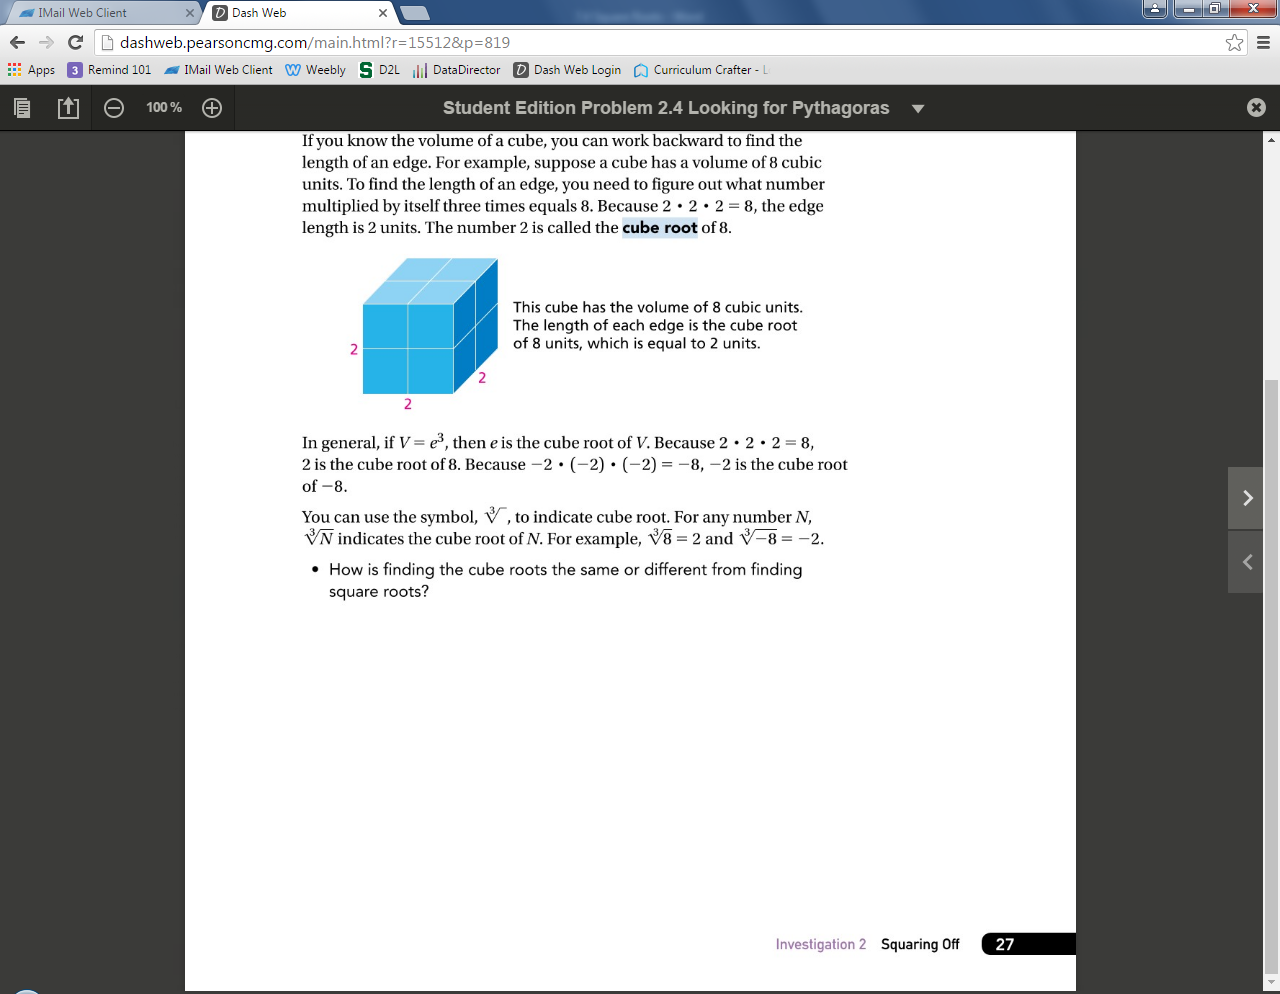 IMail Web Client
Dash Web
dashweb.pearsoncmg.com/main.html?r=15512&p=819
Apps 3 Remind 101 IMail Web Client Weebly D2L DataDirector Dash Web Login Curriculum Crafter - L
100 % Student Edition Problem 2.4 Looking for Pythagoras
If you know the volume of a cube, you can work backward to find the
length of an edge. For example, suppose a cube has a volume of 8 cubic
units. To find the length of an edge, you need to figure out what number
multiplied by itself three times equals 8. Because 2 • 2 • 2 = 8, the edge
length is 2 units. The number 2 is called the cube root of 8.
This cube has the volume of 8 cubic units.
The length of each edge is the cube root
of 8 units, which is equal to 2 units.
2
2
2
In general, if V = e³, then e is the cube root of V. Because 2 • 2 • 2 = 8,
2 is the cube root of 8. Because −2 • (−2) • (−2) = −8, −2 is the cube root
of −8.
You can use the symbol, ∛ , to indicate cube root. For any number N,
∛N indicates the cube root of N. For example, ∛8 = 2 and ∛−8 = −2.
• How is finding the cube roots the same or different from finding
square roots?
Investigation 2 Squaring Off 27